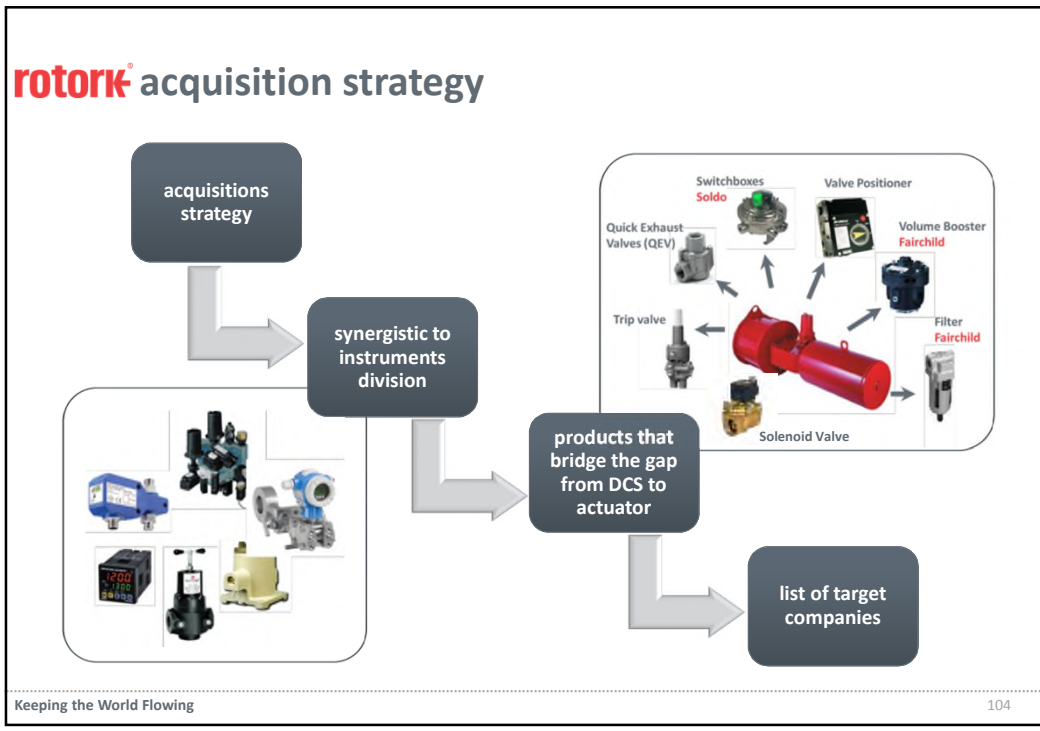 rotork® acquisition strategy
acquisitions
strategy
synergistic to
instruments
division
products that
bridge the gap
from DCS to
actuator
list of target
companies
Switchboxes
Soldo
Valve Positioner
Quick Exhaust
Valves (QEV)
Volume Booster
Fairchild
Trip valve
Filter
Fairchild
Solenoid Valve
1200
1300
Keeping the World Flowing
104